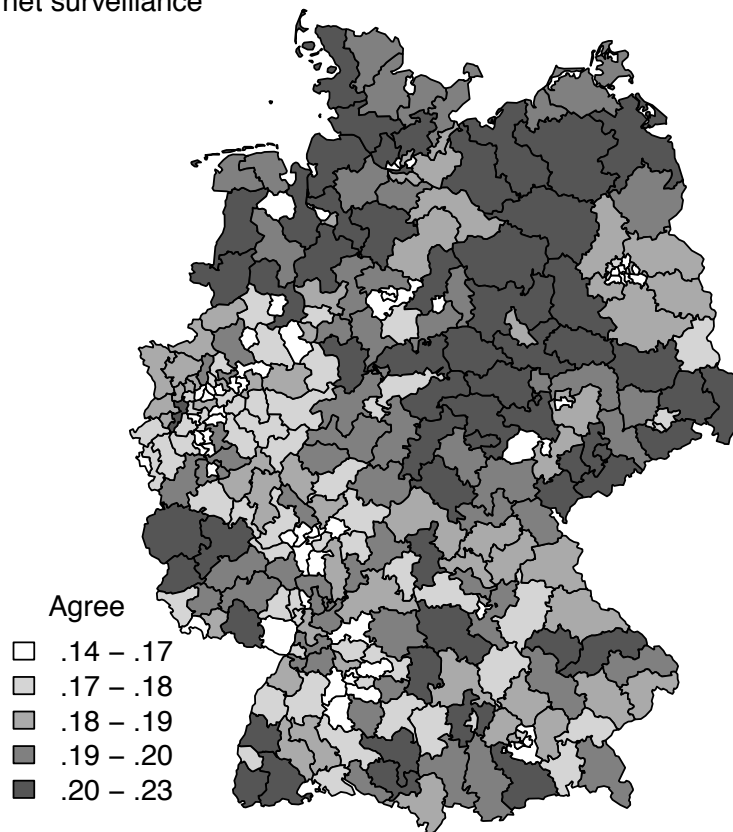 net surveillance
Agree
.14 – .17
.17 – .18
.18 – .19
.19 – .20
.20 – .23